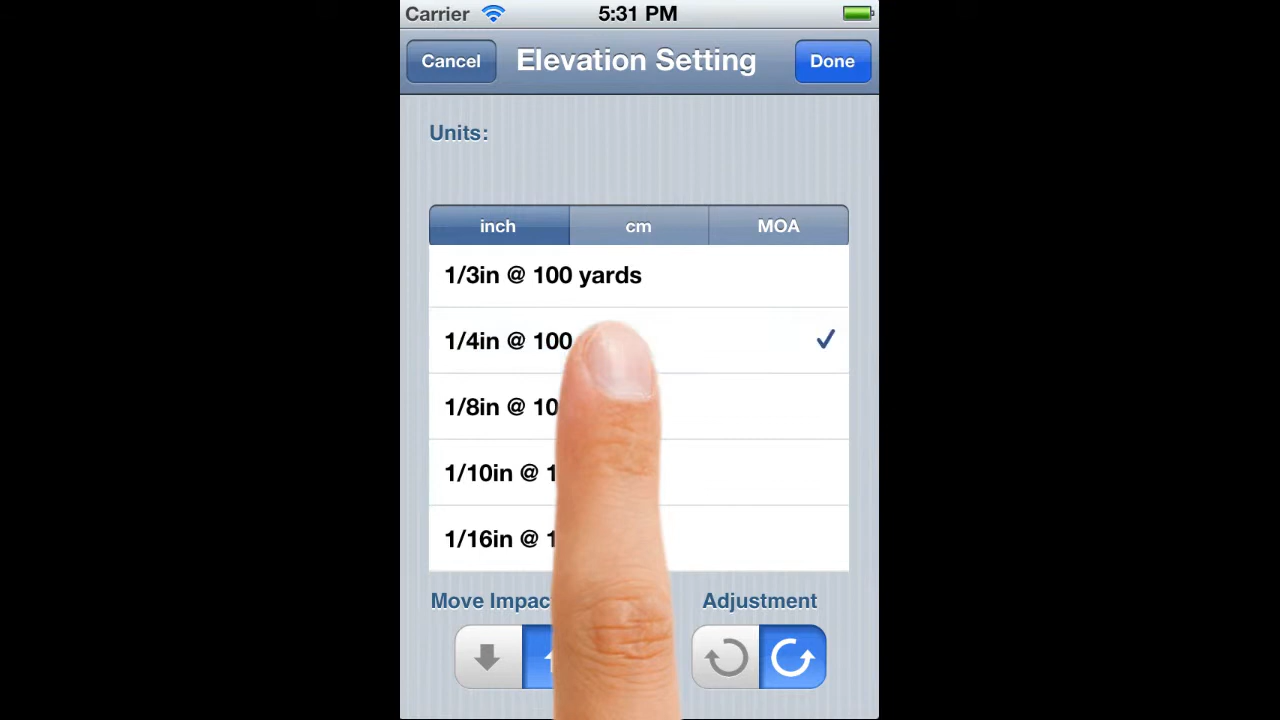 Carrier 5:31 PM
Cancel Elevation Setting Done
Units:
inch cm MOA
1/3in @ 100 yards
1/4in @ 100
1/8in @ 10
1/10in @ 1
1/16in @ 1
Move Impac Adjustment